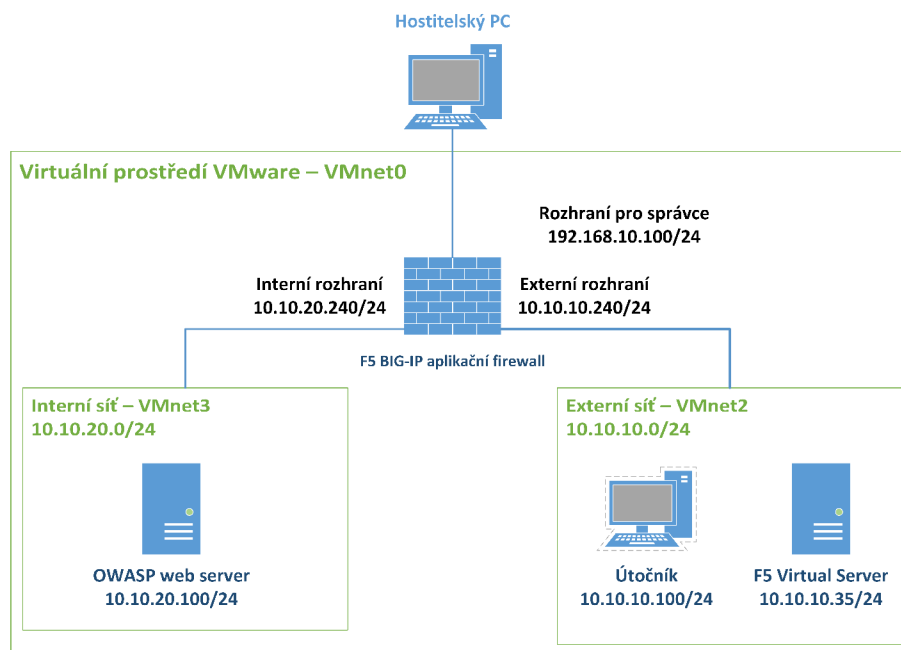 Hostitelský PC
Virtuální prostředí VMware – VMnet0
Rozhraní pro správce
192.168.10.100/24
Interní rozhraní
10.10.20.240/24
Externí rozhraní
10.10.10.240/24
F5 BIG-IP aplikační firewall
Interní síť – VMnet3
10.10.20.0/24
OWASP web server
10.10.20.100/24
Externí síť – VMnet2
10.10.10.0/24
Útočník
10.10.10.100/24
F5 Virtual Server
10.10.10.35/24